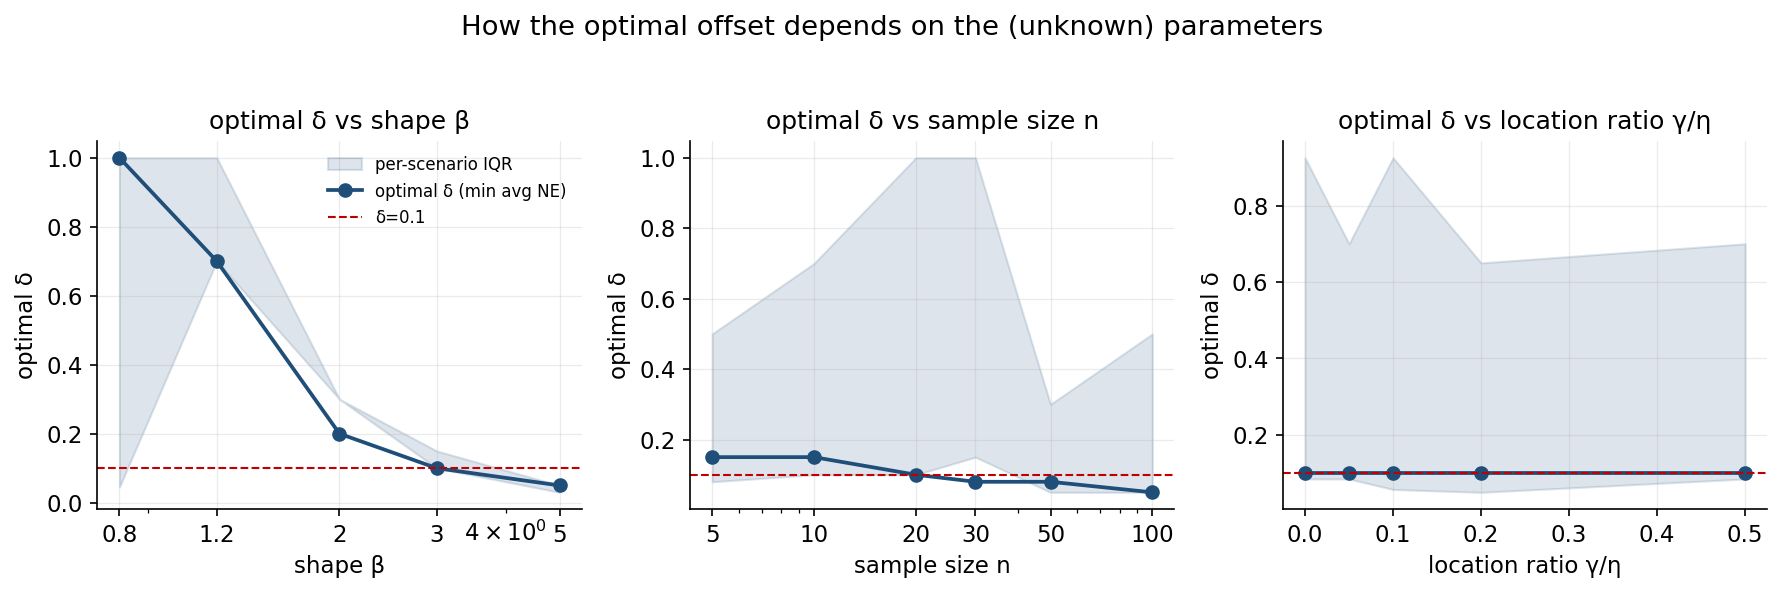 How the optimal offset depends on the (unknown) parameters
optimal δ vs shape β
optimal δ
1.0
0.8
0.6
0.4
0.2
0.0
per-scenario IQR
optimal δ (min avg NE)
δ=0.1
0.8 1.2 2 3 4×10⁰ 5
shape β
optimal δ vs sample size n
optimal δ
1.0
0.8
0.6
0.4
0.2
5 10 20 30 50 100
sample size n
optimal δ vs location ratio γ/η
optimal δ
0.8
0.6
0.4
0.2
0.0 0.1 0.2 0.3 0.4 0.5
location ratio γ/η